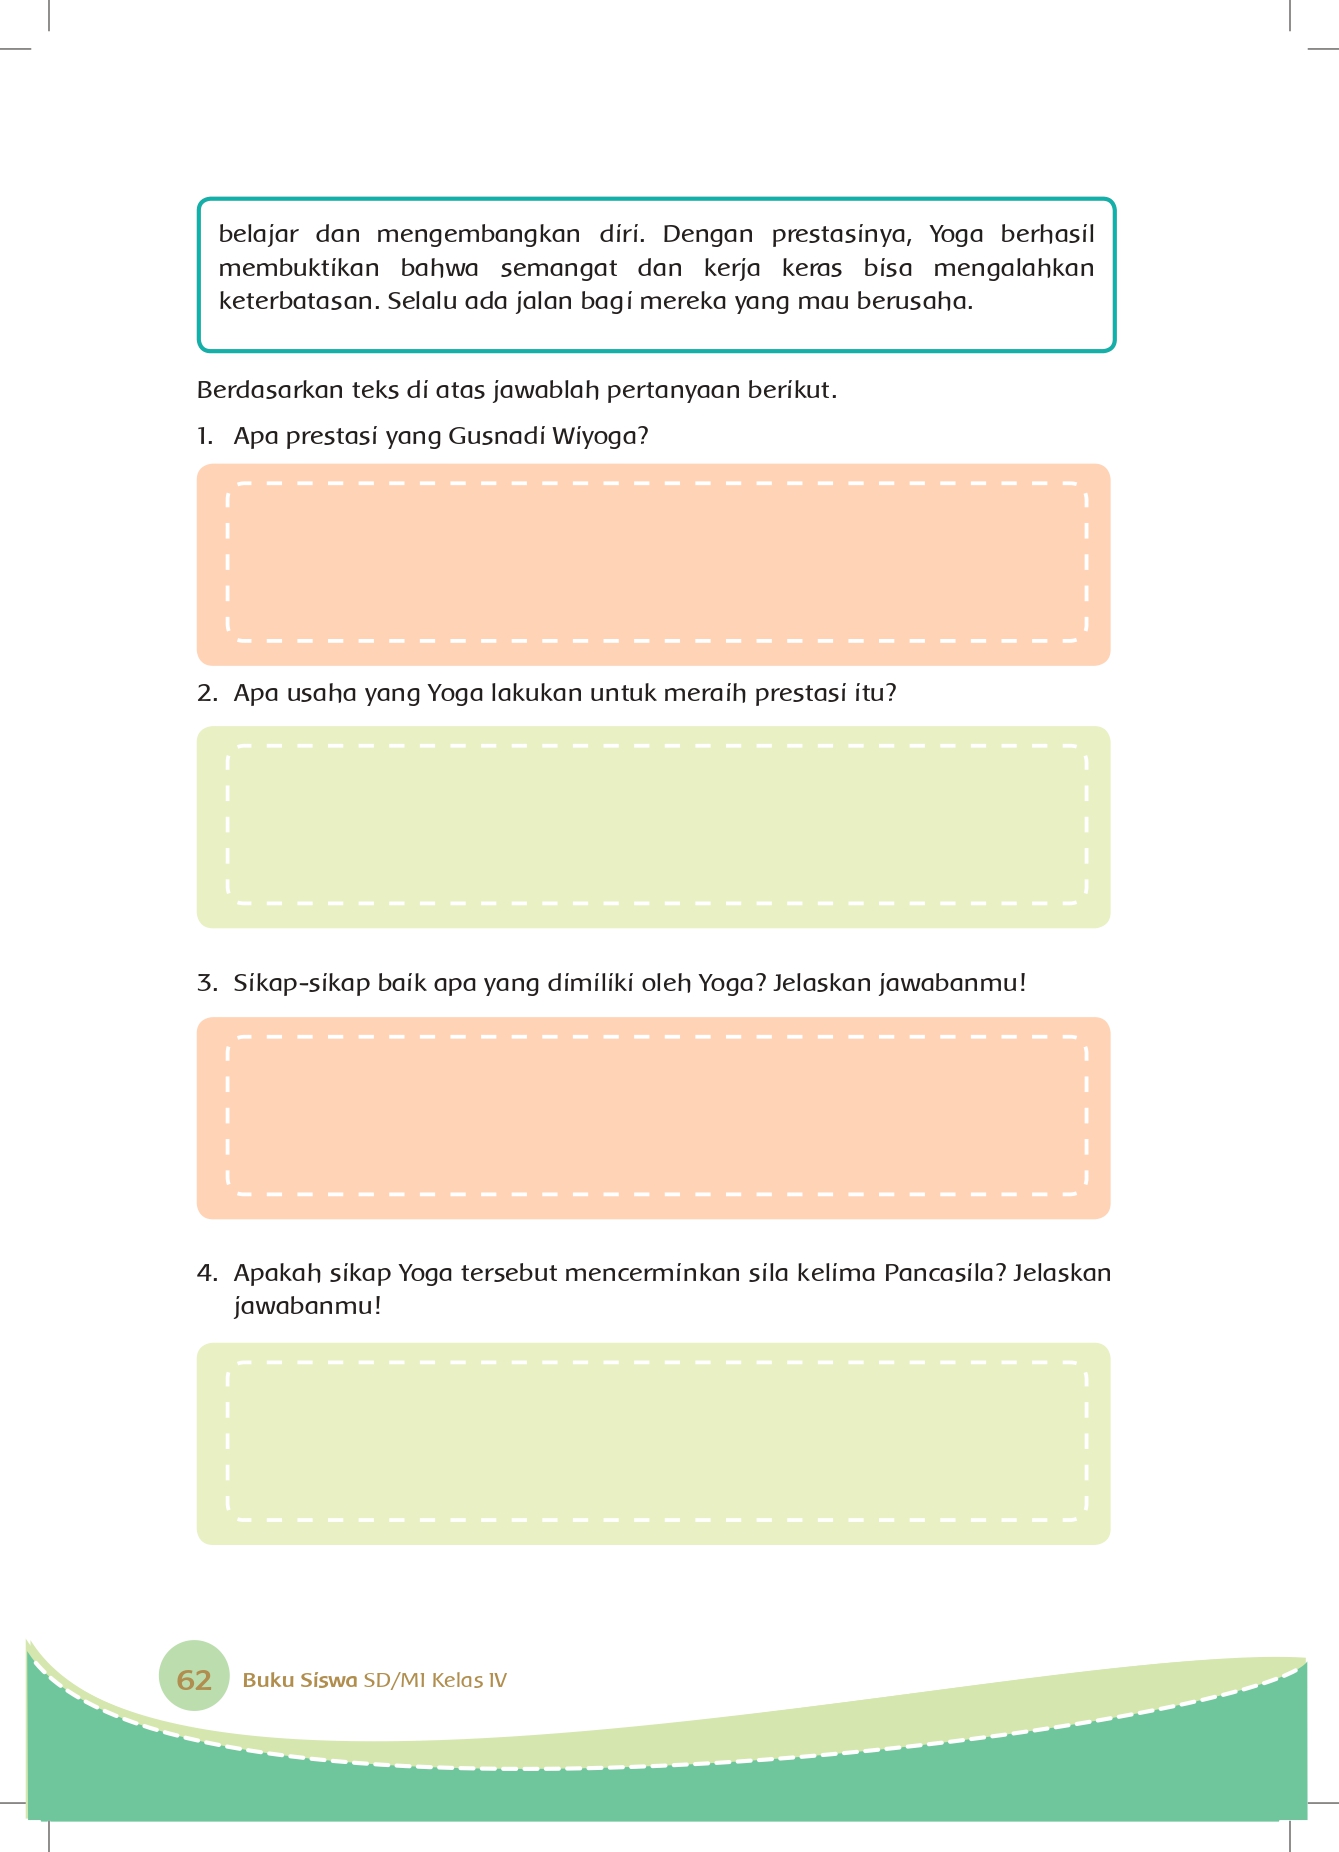 belajar dan mengembangkan diri. Dengan prestasinya, Yoga berhasil
membuktikan bahwa semangat dan kerja keras bisa mengalahkan
keterbatasan. Selalu ada jalan bagi mereka yang mau berusaha.
Berdasarkan teks di atas jawablah pertanyaan berikut.
1. Apa prestasi yang Gusnadi Wiyoga?
2. Apa usaha yang Yoga lakukan untuk meraih prestasi itu?
3. Sikap-sikap baik apa yang dimiliki oleh Yoga? Jelaskan jawabanmu!
4. Apakah sikap Yoga tersebut mencerminkan sila kelima Pancasila? Jelaskan
jawabanmu!
62 Buku Siswa SD/MI Kelas IV